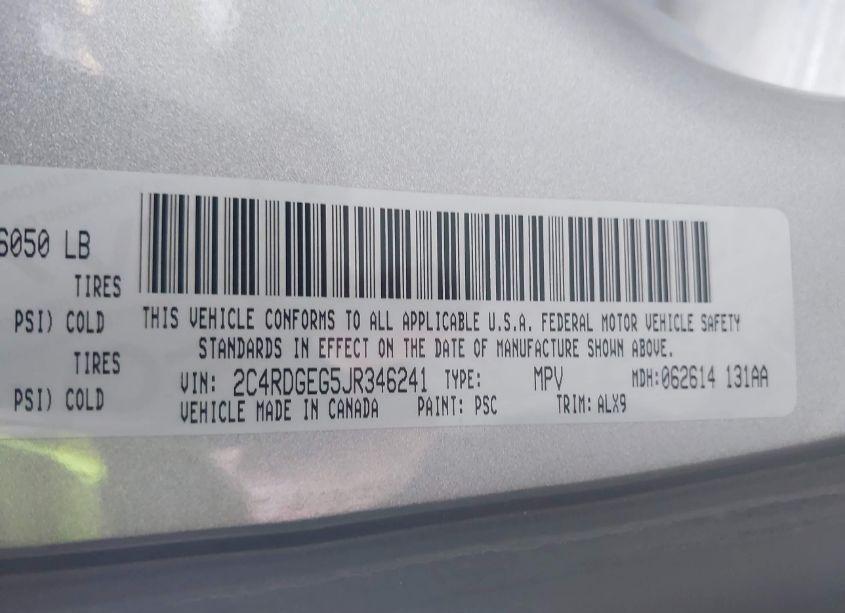 6050 LB
TIRES
PSI) COLD
TIRES
PSI) COLD
THIS VEHICLE CONFORMS TO ALL APPLICABLE U.S.A. FEDERAL MOTOR VEHICLE SAFETY
STANDARDS IN EFFECT ON THE DATE OF MANUFACTURE SHOWN ABOVE.
VIN: 2C4RDGEG5JR346241 TYPE: MPV MDH:062614 131AA
VEHICLE MADE IN CANADA PAINT: PSC TRIM: ALX9